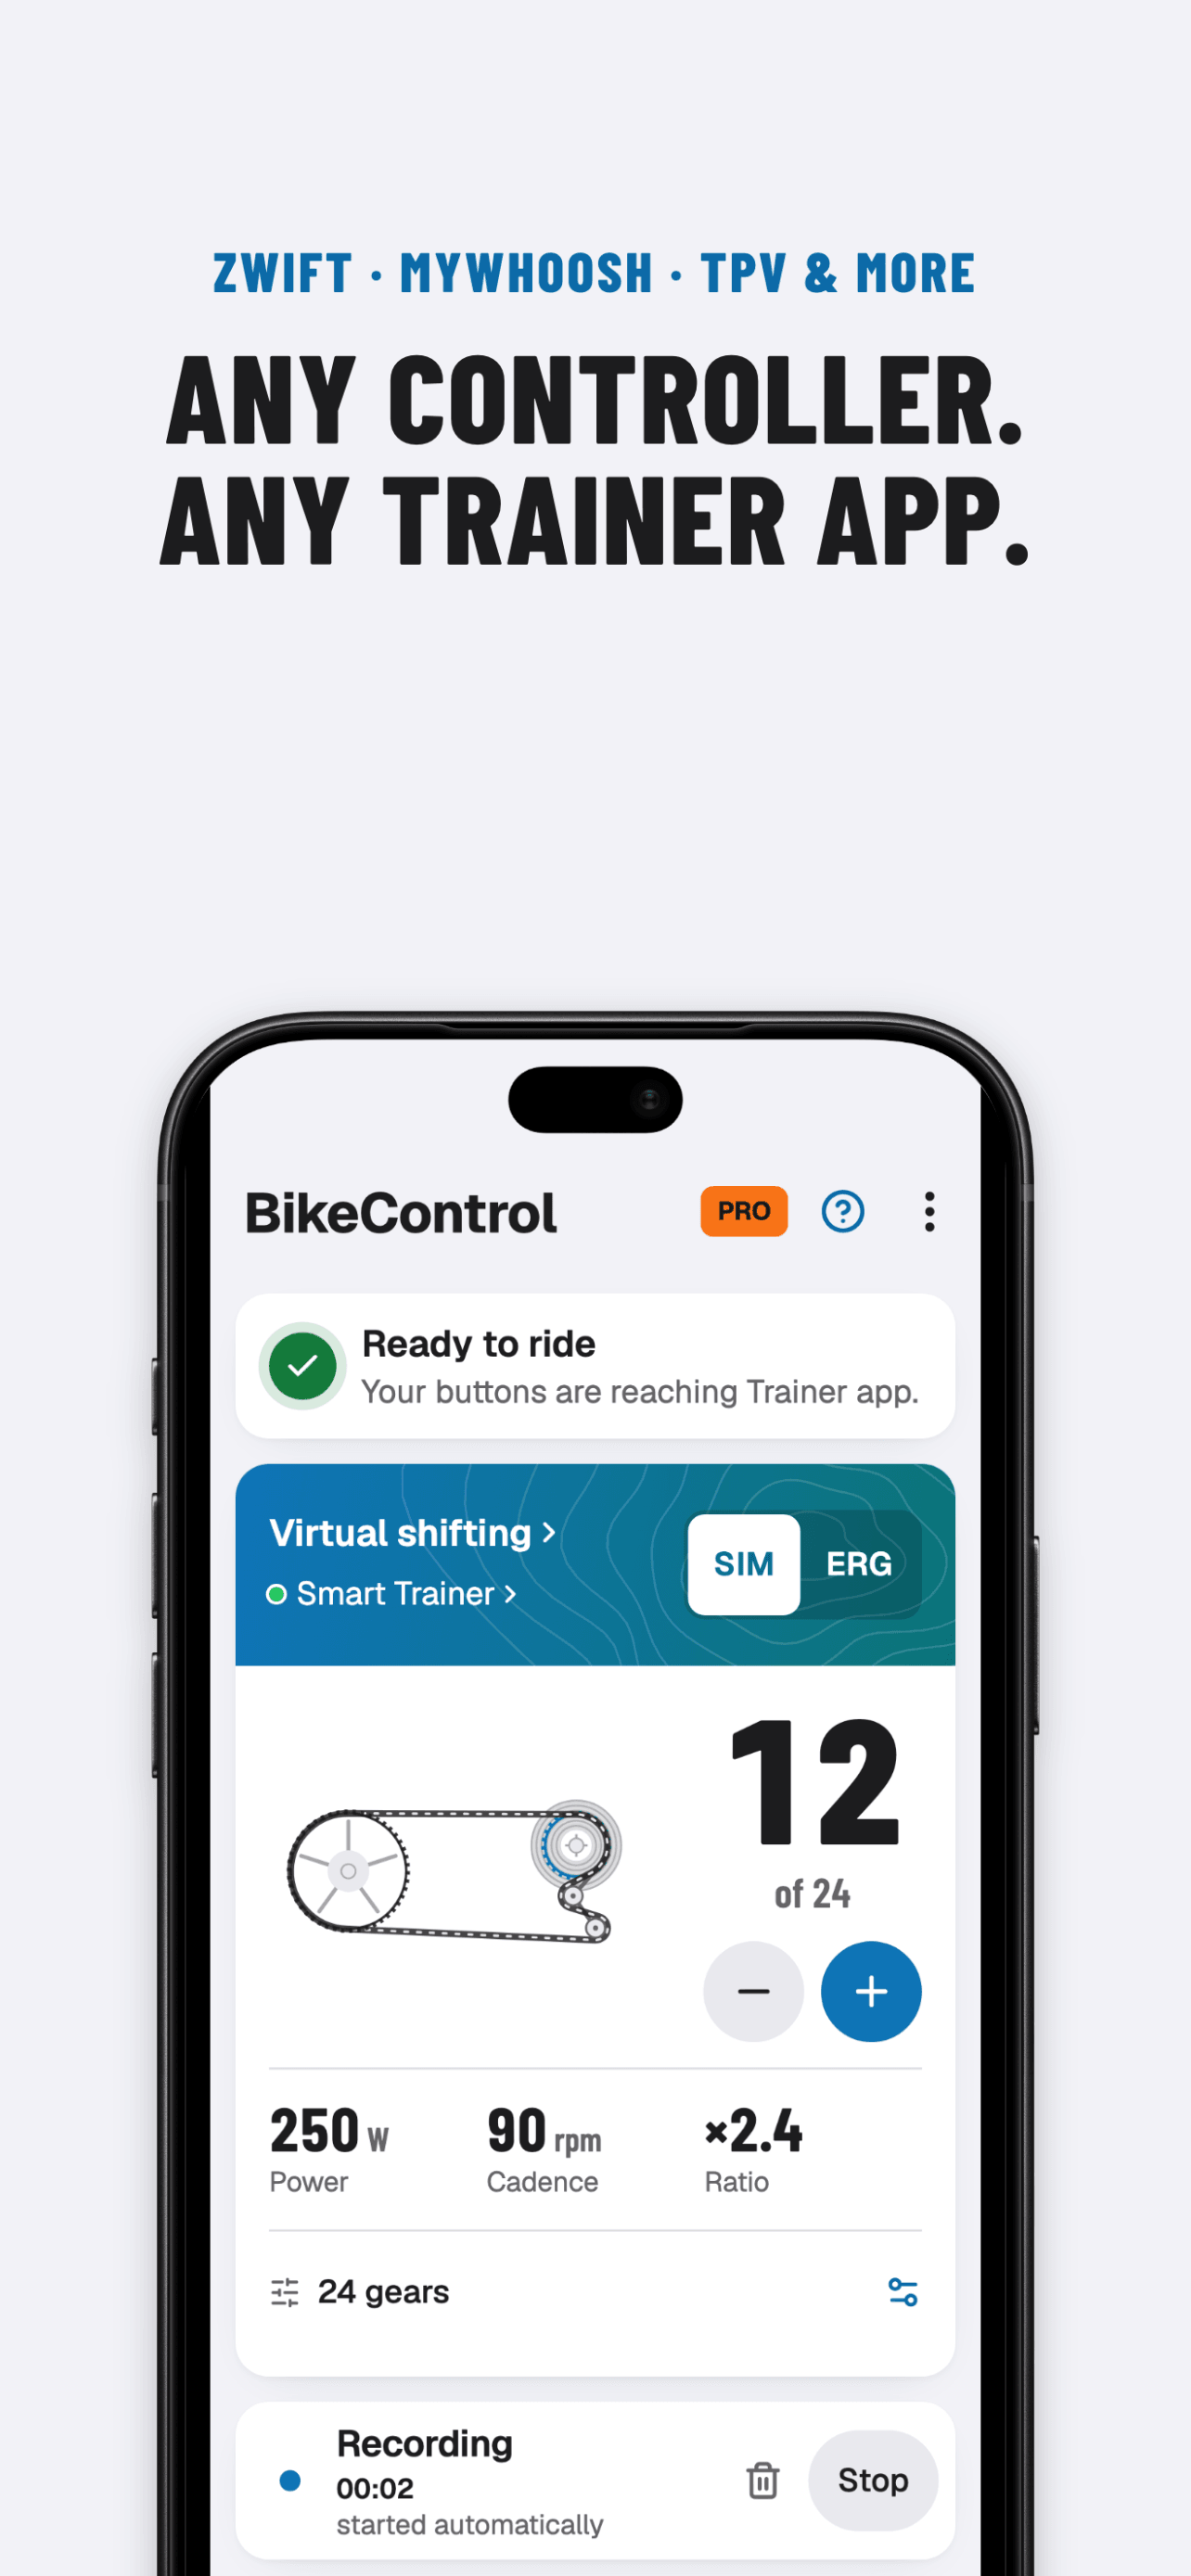 ZWIFT · MYWHOOSH · TPV & MORE
ANY CONTROLLER.
ANY TRAINER APP.
BikeControl PRO
Ready to ride
Your buttons are reaching Trainer app.
Virtual shifting
Smart Trainer
SIM ERG
12
of 24
250 W 90 rpm ×2.4
Power Cadence Ratio
24 gears
Recording
00:02
started automatically
Stop